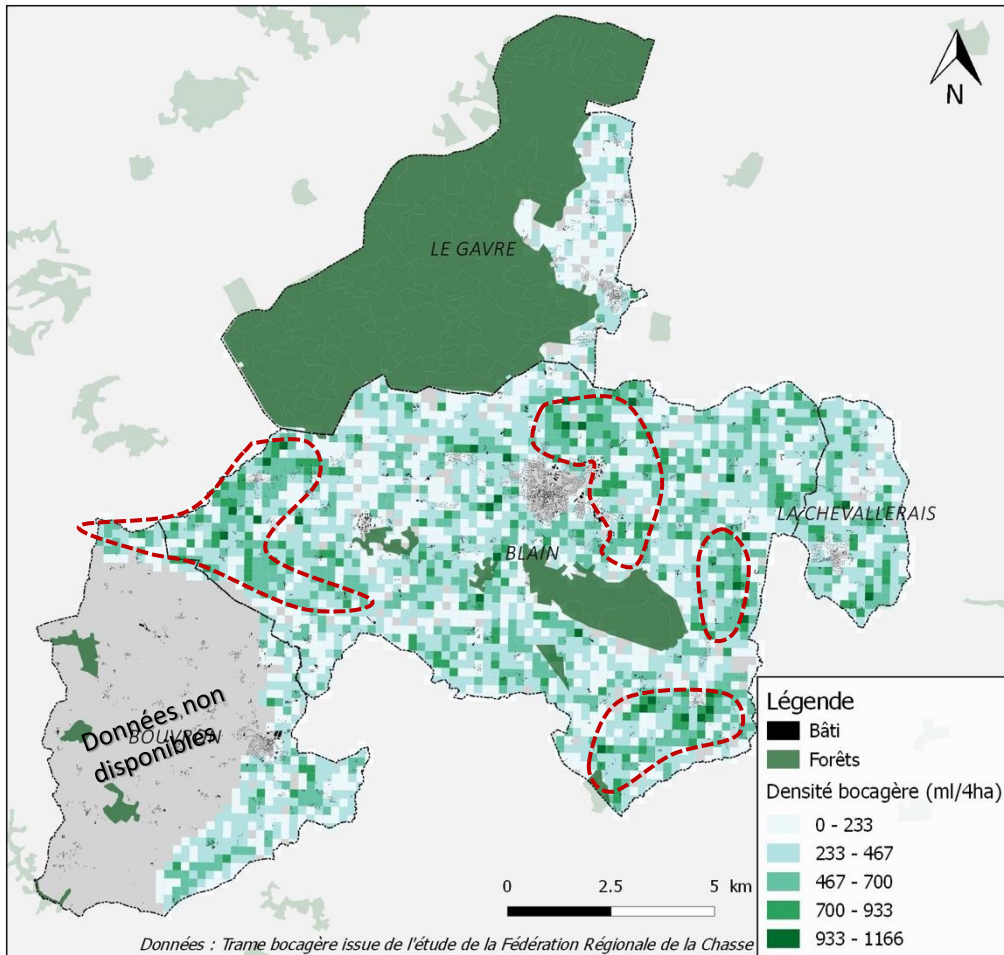 N
LE GAVRE
LA CHEVALLERAIS
BLAIN
Données non
disponibles
BOUVRON
Légende
Bâti
Forêts
Densité bocagère (ml/4ha)
0 - 233
233 - 467
467 - 700
700 - 933
933 - 1166
0 2.5 5 km
Données : Trame bocagère issue de l'étude de la Fédération Régionale de la Chasse